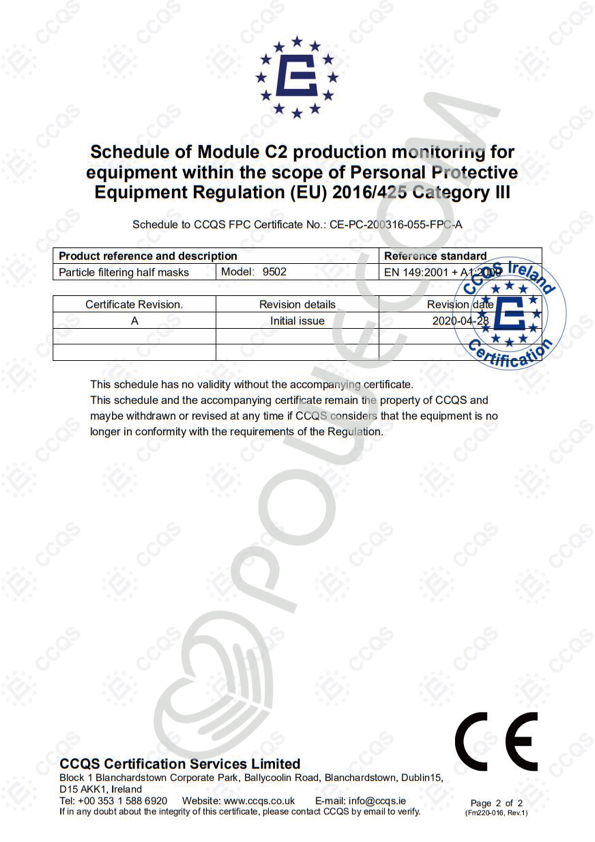 Schedule of Module C2 production monitoring for
equipment within the scope of Personal Protective
Equipment Regulation (EU) 2016/425 Category III
Schedule to CCQS FPC Certificate No.: CE-PC-200316-055-FPC-A
Product reference and description Reference standard
Particle filtering half masks Model: 9502 EN 149:2001 + A1:2009
CCQS Ireland
Certification
Certificate Revision. Revision details Revision date
A Initial issue 2020-04-28
This schedule has no validity without the accompanying certificate.
This schedule and the accompanying certificate remain the property of CCQS and
maybe withdrawn or revised at any time if CCQS considers that the equipment is no
longer in conformity with the requirements of the Regulation.
POWECOM
CCQS
CE
CCQS Certification Services Limited
Block 1 Blanchardstown Corporate Park, Ballycoolin Road, Blanchardstown, Dublin15,
D15 AKK1, Ireland
Tel: +00 353 1 588 6920 Website: www.ccqs.co.uk E-mail: info@ccqs.ie
If in any doubt about the integrity of this certificate, please contact CCQS by email to verify.
Page 2 of 2
(Fm220-016, Rev.1)